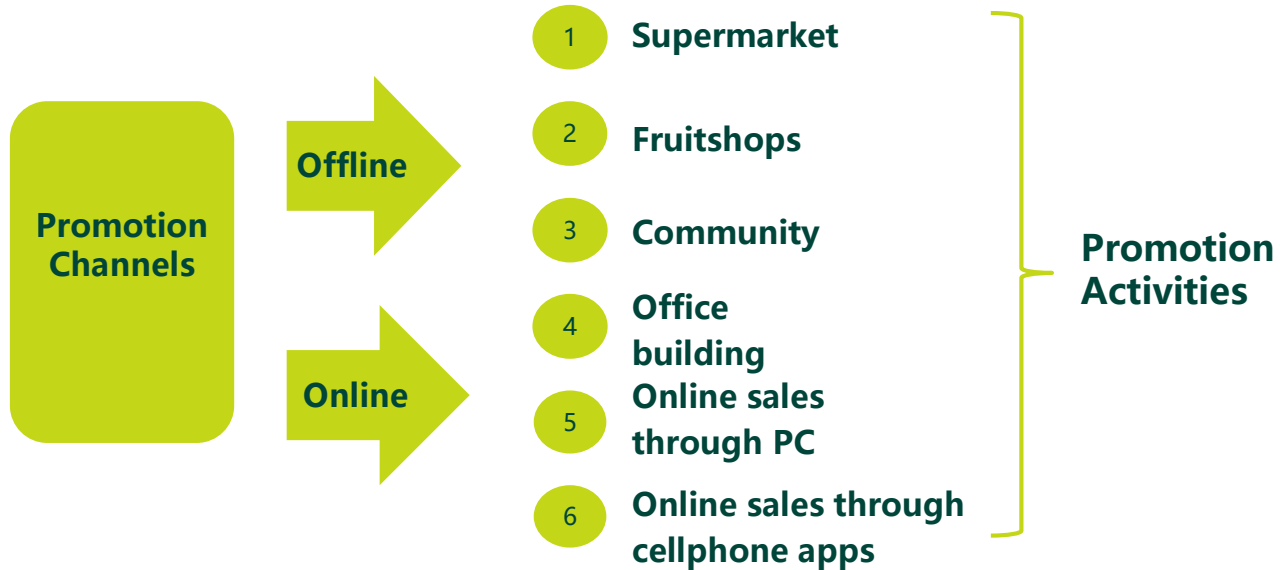 Promotion
Channels
Offline
Online
1
Supermarket
2
Fruitshops
3
Community
4
Office
building
5
Online sales
through PC
6
Online sales through
cellphone apps
Promotion
Activities